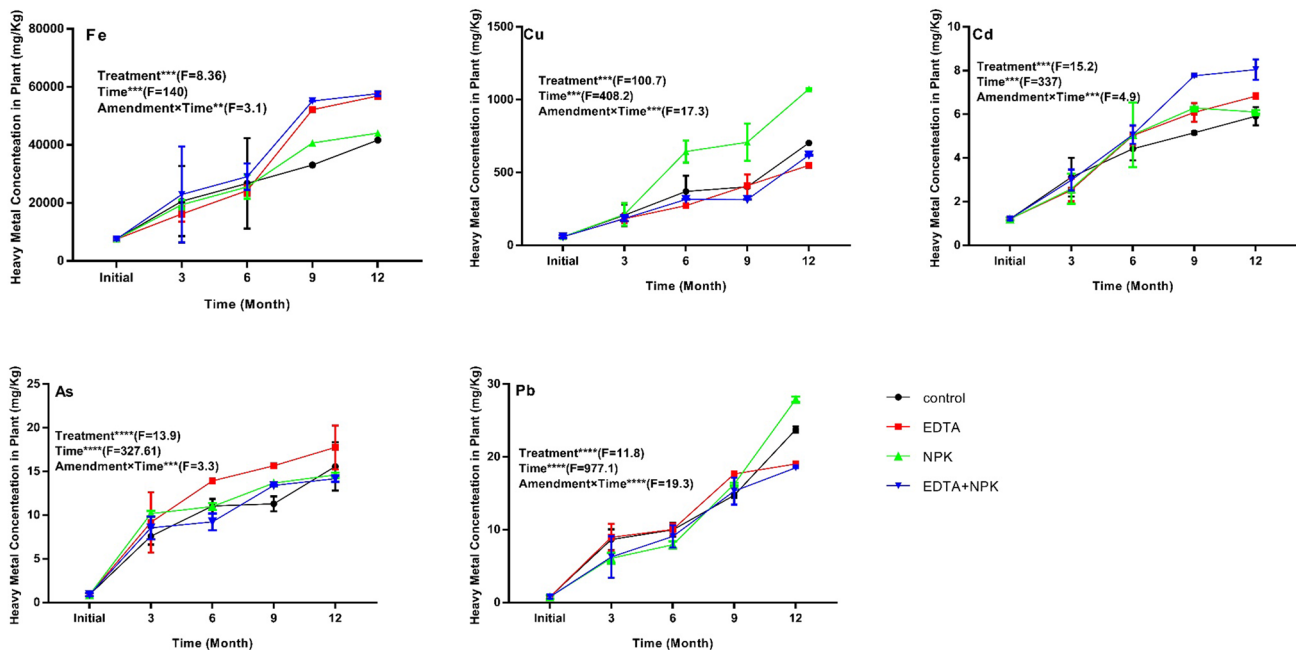 Fe
Heavy Metal Concenteation in Plant (mg/Kg)
80000
60000
40000
20000
0
Treatment***(F=8.36)
Time***(F=140)
Amendment×Time**(F=3.1)
Initial 3 6 9 12
Time (Month)
Cu
Heavy Metal Conceenteation in Plant (mg/Kg)
1500
1000
500
0
Treatment***(F=100.7)
Time***(F=408.2)
Amendment×Time***(F=17.3)
Initial 3 6 9 12
Time (Month)
Cd
Heavy Metal Concenteation in Plant (mg/Kg)
10
8
6
4
2
0
Treatment***(F=15.2)
Time***(F=337)
Amendment×Time***(F=4.9)
Initial 3 6 9 12
Time (Month)
As
Heavy Metal Concenteation in Plant (mg/Kg)
25
20
15
10
5
0
Treatment****(F=13.9)
Time****(F=327.61)
Amendment×Time***(F=3.3)
Initial 3 6 9 12
Time (Month)
Pb
Heavy Metal Concenteation in Plant (mg/Kg)
30
20
10
0
Treatment****(F=11.8)
Time****(F=977.1)
Amendment×Time****(F=19.3)
Initial 3 6 9 12
Time (Month)
control
EDTA
NPK
EDTA+NPK